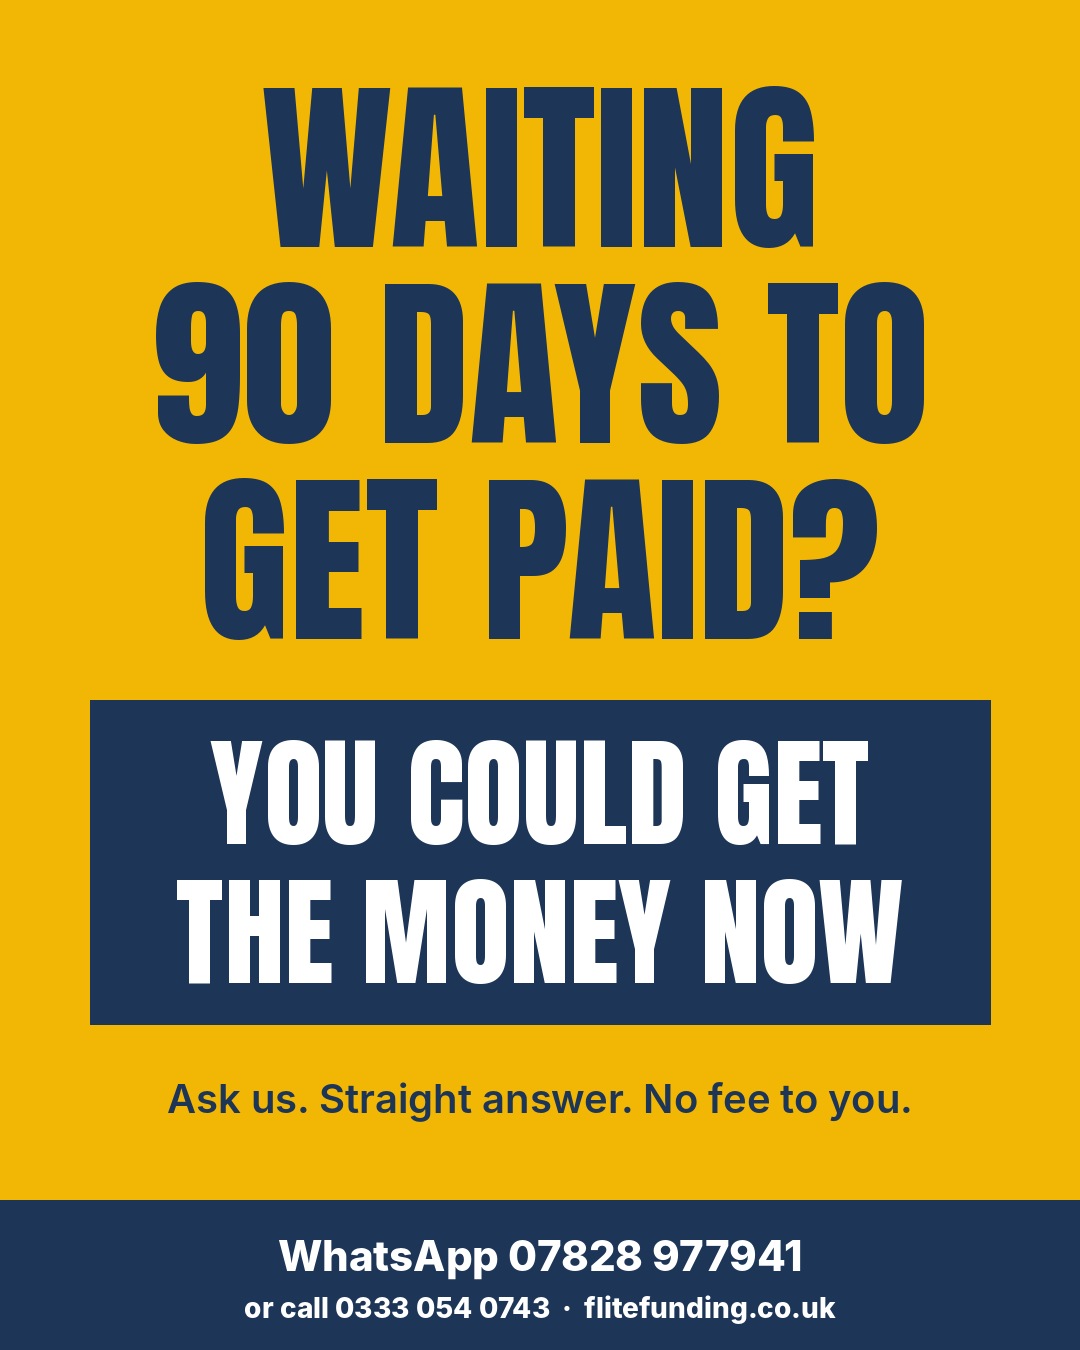 WAITING
90 DAYS TO
GET PAID?
YOU COULD GET
THE MONEY NOW
Ask us. Straight answer. No fee to you.
WhatsApp 07828 977941
or call 0333 054 0743 · flitefunding.co.uk